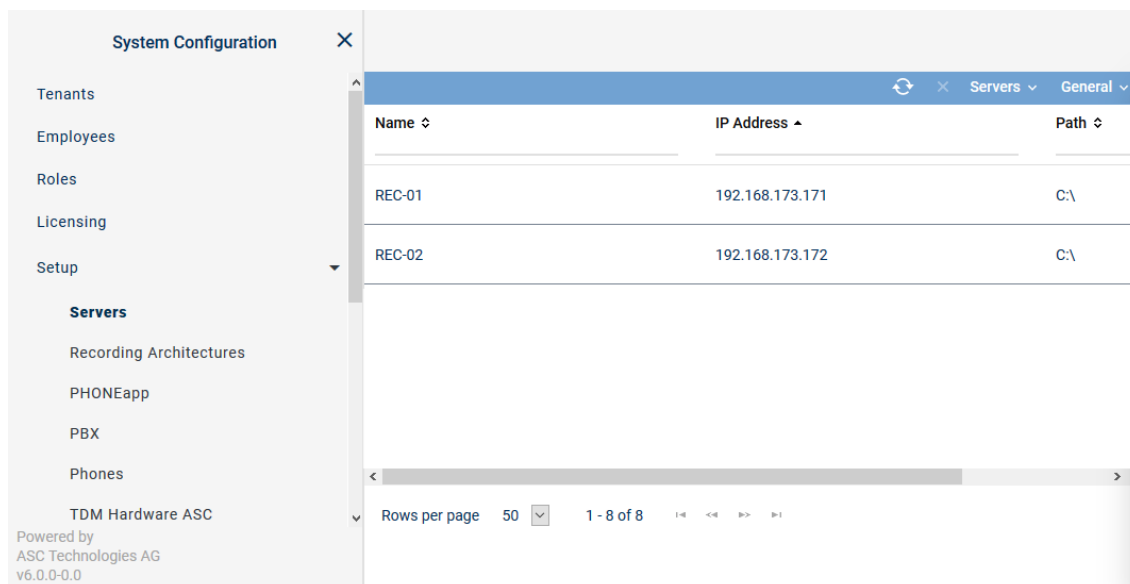 System Configuration
Tenants
Employees
Roles
Licensing
Setup
Servers
Recording Architectures
PHONEapp
PBX
Phones
TDM Hardware ASC
Powered by
ASC Technologies AG
v6.0.0-0.0
Servers General
Name IP Address Path
REC-01 192.168.173.171 C:\
REC-02 192.168.173.172 C:\
Rows per page 50 1 - 8 of 8